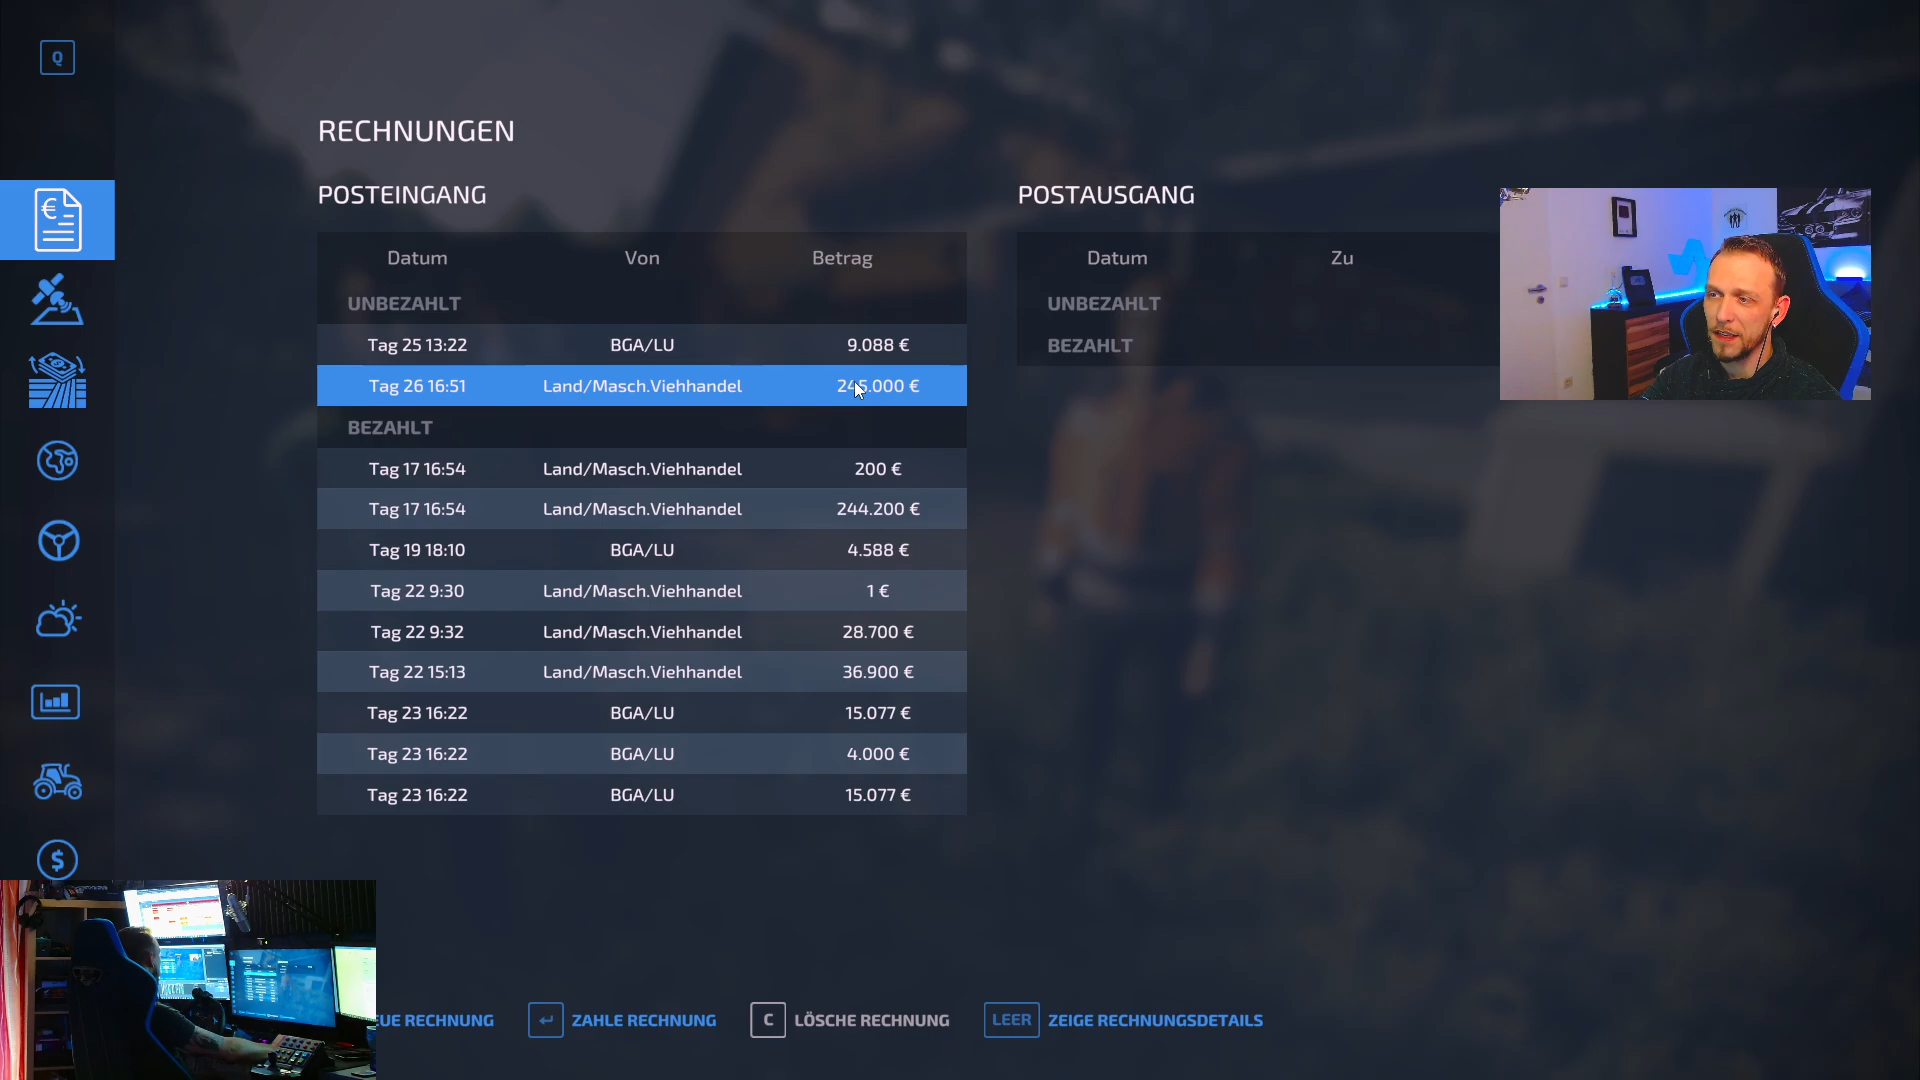 Q
RECHNUNGEN
POSTEINGANG
Datum Von Betrag
UNBEZAHLT
Tag 25 13:22 BGA/LU 9.088 €
Tag 26 16:51 Land/Masch.Viehhandel 245.000 €
BEZAHLT
Tag 17 16:54 Land/Masch.Viehhandel 200 €
Tag 17 16:54 Land/Masch.Viehhandel 244.200 €
Tag 19 18:10 BGA/LU 4.588 €
Tag 22 9:30 Land/Masch.Viehhandel 1 €
Tag 22 9:32 Land/Masch.Viehhandel 28.700 €
Tag 22 15:13 Land/Masch.Viehhandel 36.900 €
Tag 23 16:22 BGA/LU 15.077 €
Tag 23 16:22 BGA/LU 4.000 €
Tag 23 16:22 BGA/LU 15.077 €
POSTAUSGANG
Datum Zu
UNBEZAHLT
BEZAHLT
RECHNUNG
ZAHLE RECHNUNG
C LÖSCHE RECHNUNG
LEER ZEIGE RECHNUNGSDETAILS